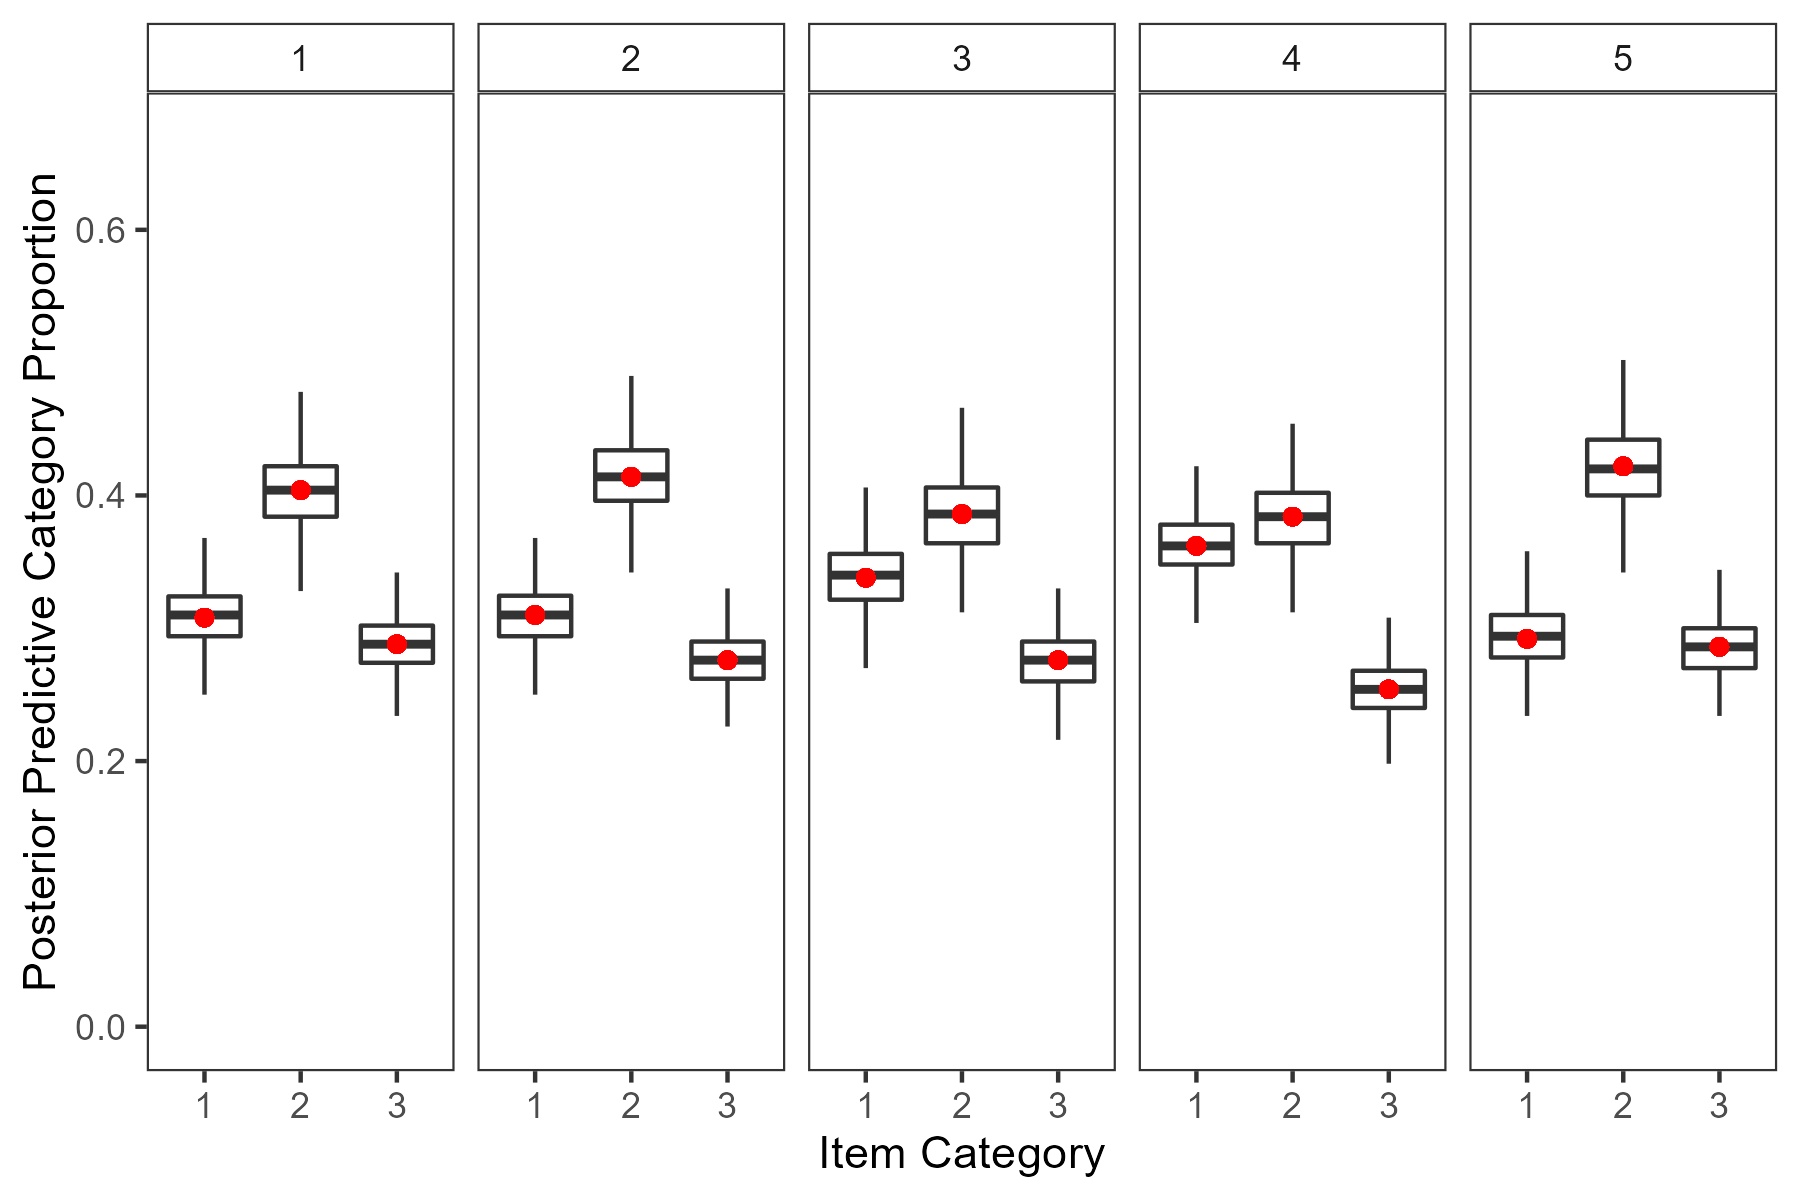 1 2 3 4 5
Posterior Predictive Category Proportion
0.6
0.4
0.2
0.0
1 2 3 1 2 3 1 2 3 1 2 3 1 2 3
Item Category